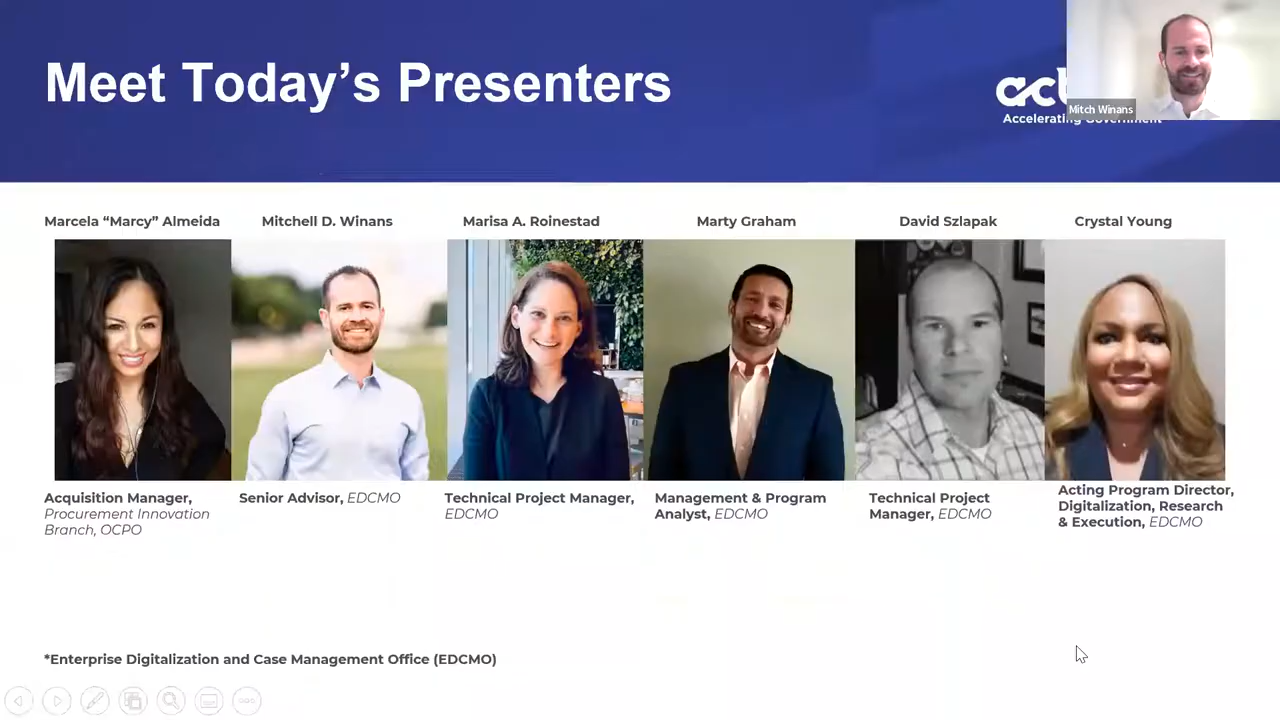 Meet Today’s Presenters
Mitch Winans
Accelerating Government
Marcela “Marcy” Almeida
Mitchell D. Winans
Marisa A. Roinestad
Marty Graham
David Szlapak
Crystal Young
Acquisition Manager,
Procurement Innovation
Branch, OCPO
Senior Advisor, EDCMO
Technical Project Manager,
EDCMO
Management & Program
Analyst, EDCMO
Technical Project
Manager, EDCMO
Acting Program Director,
Digitalization, Research
& Execution, EDCMO
*Enterprise Digitalization and Case Management Office (EDCMO)